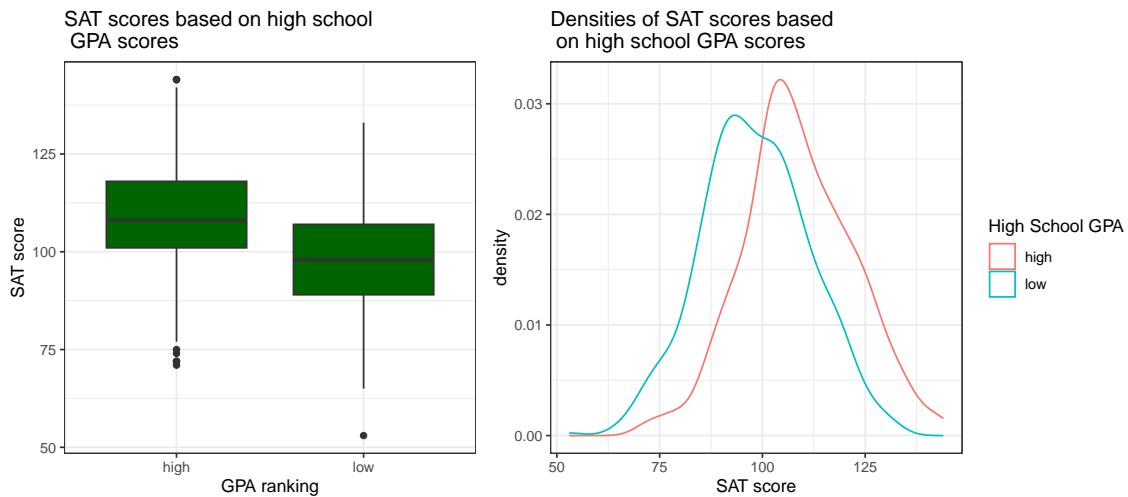 SAT scores based on high school
GPA scores
125
100
75
50
SAT score
high
low
GPA ranking
Densities of SAT scores based
on high school GPA scores
0.03
0.02
0.01
0.00
density
50
75
100
125
SAT score
High School GPA
high
low